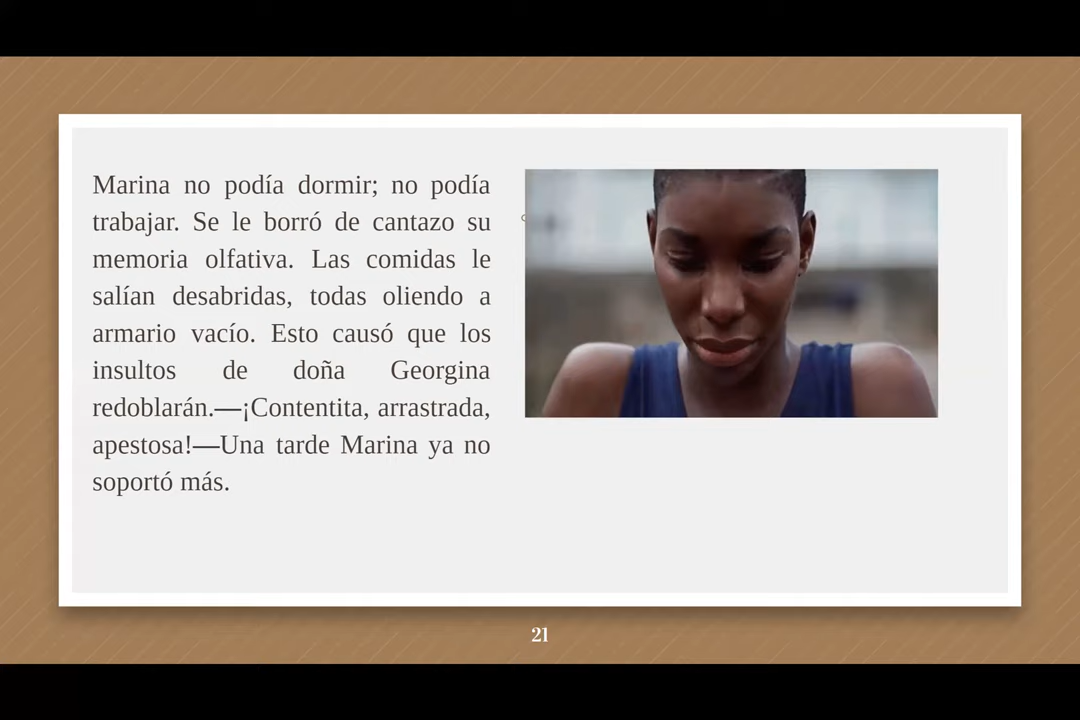 Marina no podía dormir; no podía
trabajar. Se le borró de cantazo su
memoria olfativa. Las comidas le
salían desabridas, todas oliendo a
armario vacío. Esto causó que los
insultos de doña Georgina
redoblarán.—¡Contentita, arrastrada,
apestosa!—Una tarde Marina ya no
soportó más.
21